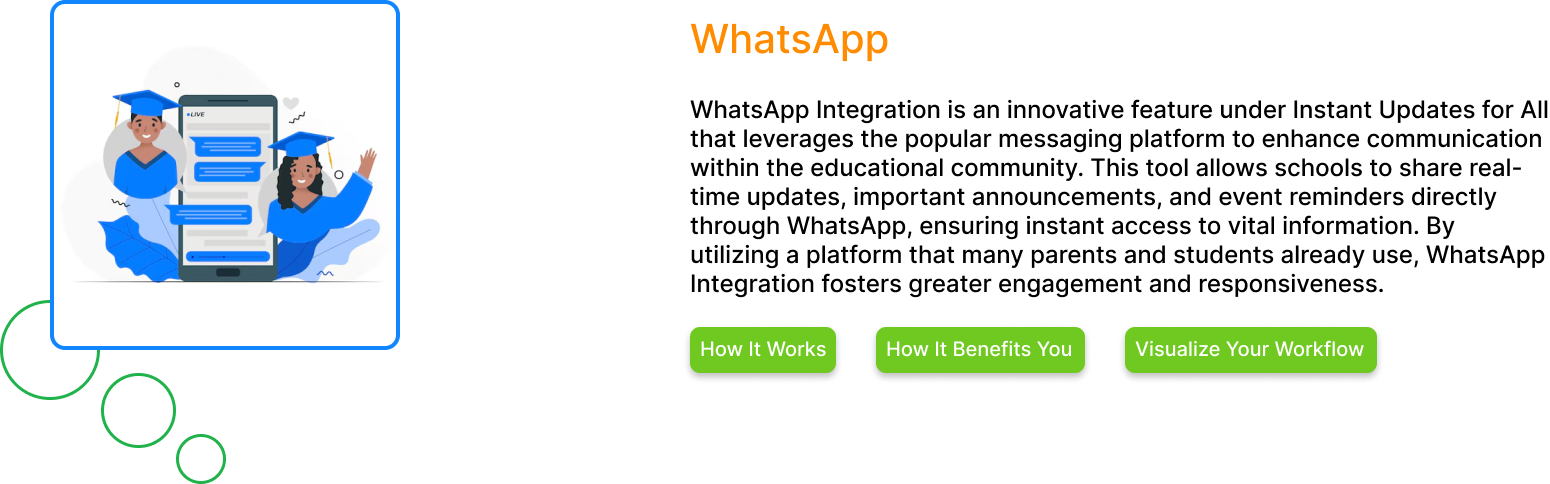 LIVE
WhatsApp
WhatsApp Integration is an innovative feature under Instant Updates for All
that leverages the popular messaging platform to enhance communication
within the educational community. This tool allows schools to share real-
time updates, important announcements, and event reminders directly
through WhatsApp, ensuring instant access to vital information. By
utilizing a platform that many parents and students already use, WhatsApp
Integration fosters greater engagement and responsiveness.
How It Works
How It Benefits You
Visualize Your Workflow